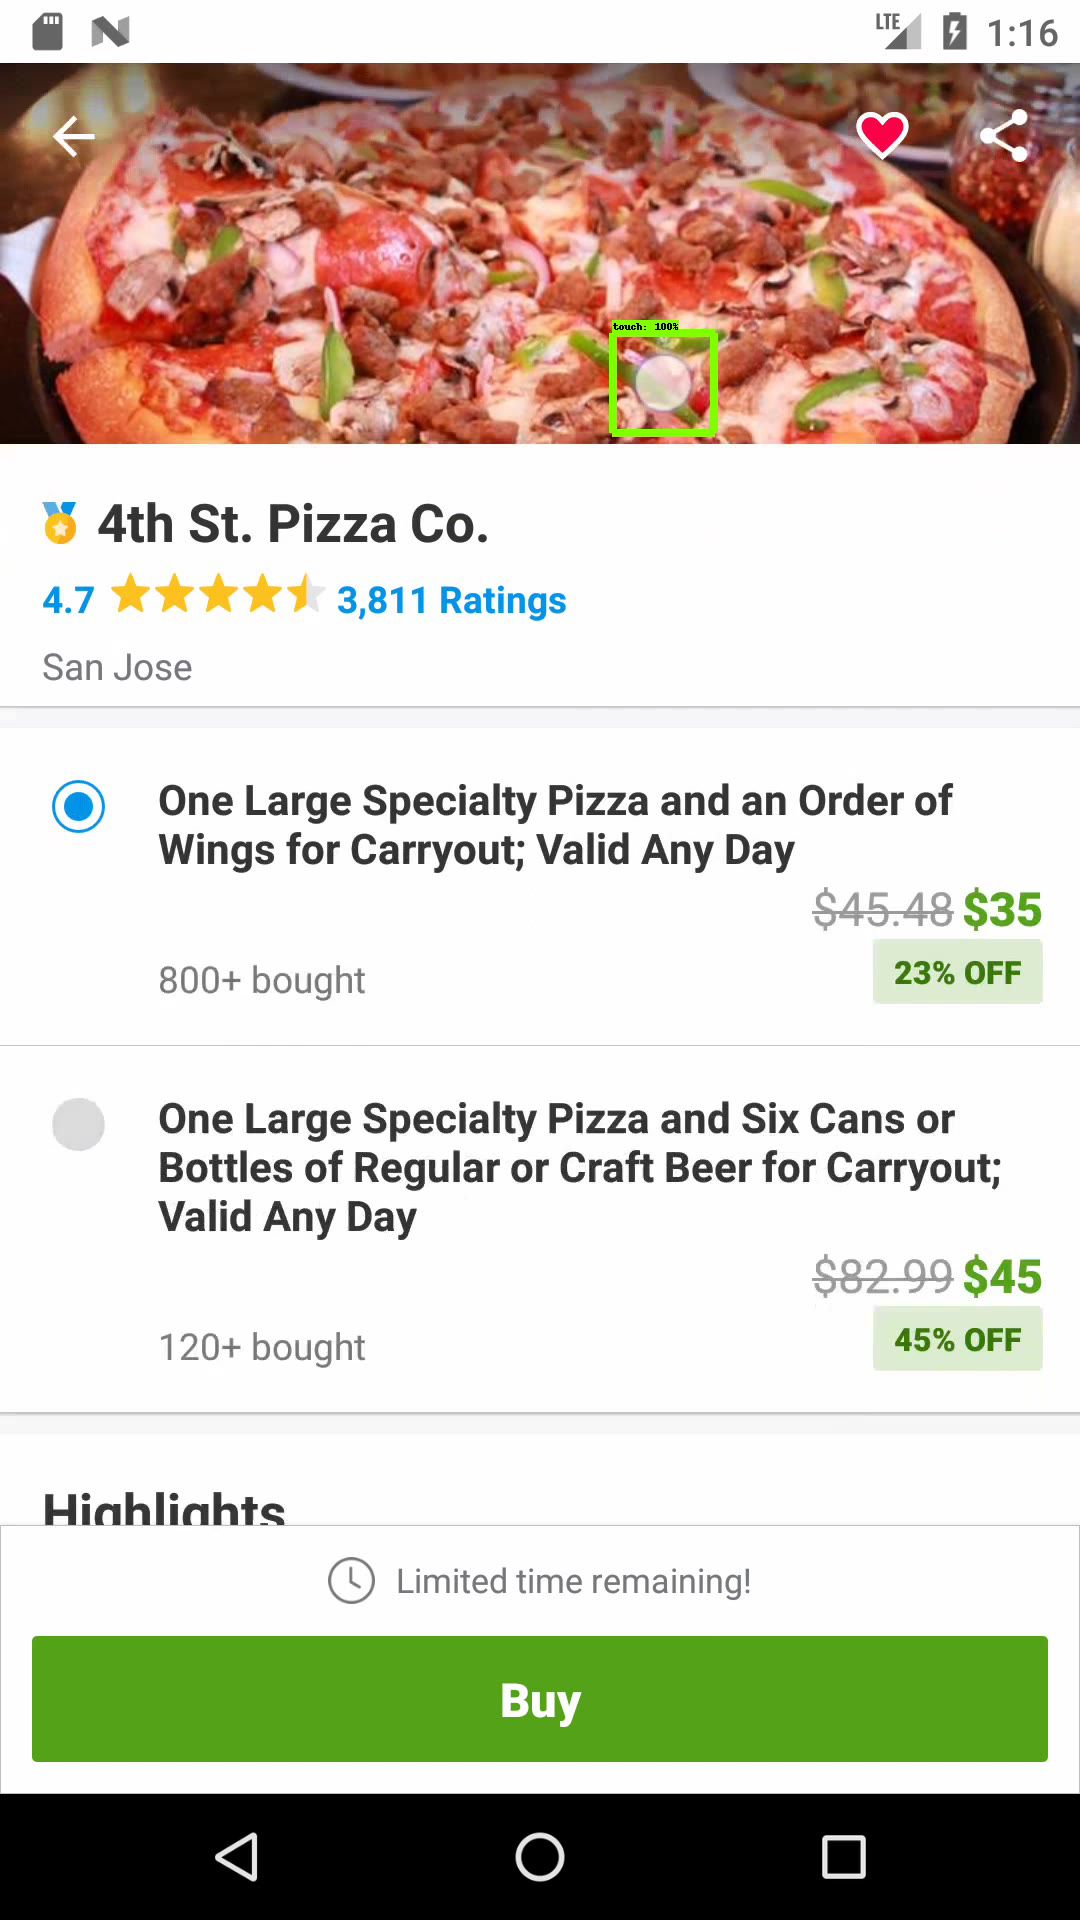 LTE
1:16
touch: 100%
4th St. Pizza Co.
4.7 3,811 Ratings
San Jose
One Large Specialty Pizza and an Order of
Wings for Carryout; Valid Any Day
$45.48 $35
800+ bought
23% OFF
One Large Specialty Pizza and Six Cans or
Bottles of Regular or Craft Beer for Carryout;
Valid Any Day
$82.99 $45
120+ bought
45% OFF
Highlights
Limited time remaining!
Buy